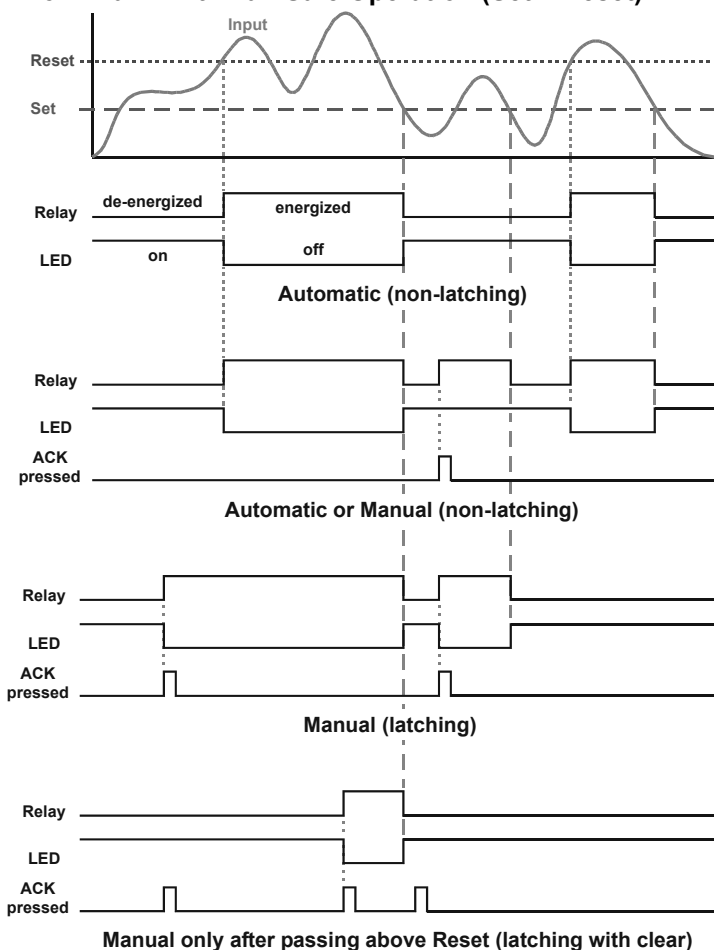 Input
Reset
Set
Relay
de-energized
energized
LED
on
off
Automatic (non-latching)
Relay
LED
ACK
pressed
Automatic or Manual (non-latching)
Relay
LED
ACK
pressed
Manual (latching)
Relay
LED
ACK
pressed
Manual only after passing above Reset (latching with clear)